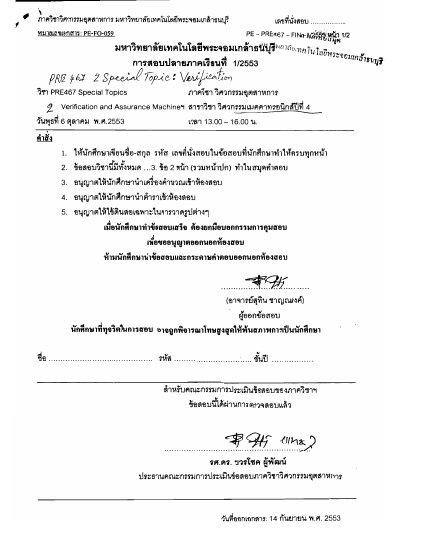 ภาควิชาวิศวกรรมอุตสาหการ มหาวิทยาลัยเทคโนโลยีพระจอมเกล้าธนบุรี
เลขที่นั่งสอบ ..................
หมายเลขเอกสาร: PE-FO-059
PE – PRE467 – หน้า 1/2
มหาวิทยาลัยเทคโนโลยีพระจอมเกล้าธนบุรี
การสอบปลายภาคเรียนที่ 1/2553
PRE 467 2 Special Topic: Verification
วิชา PRE467 Special Topics
ภาควิชา วิศวกรรมอุตสาหการ
2 Verification and Assurance Machines
สาขาวิชา วิศวกรรมเมคคาทรอนิกส์ปีที่ 4
วันพุธที่ 6 ตุลาคม พ.ศ.2553
เวลา 13.00 – 16.00 น.
คำสั่ง
1. ให้นักศึกษาเขียนชื่อ-สกุล รหัส เลขที่นั่งสอบในข้อสอบที่นักศึกษาทำให้ครบทุกหน้า
2. ข้อสอบวิชานี้มีทั้งหมด ...3. ข้อ 2 หน้า (รวมหน้าปก) ทำในสมุดคำตอบ
3. อนุญาตให้นักศึกษานำเครื่องคำนวณเข้าห้องสอบ
4. อนุญาตให้นักศึกษานำตำราเข้าห้องสอบ
5. อนุญาตให้ใช้ดินสอเฉพาะในการวาดรูปต่างๆ
เมื่อนักศึกษาทำข้อสอบเสร็จ ต้องยกมือบอกกรรมการคุมสอบ
เพื่อขออนุญาตออกนอกห้องสอบ
ห้ามนักศึกษานำข้อสอบและกระดาษคำตอบออกนอกห้องสอบ
(อาจารย์สุทิน ชาญณรงค์)
ผู้ออกข้อสอบ
นักศึกษาที่ทุจริตในการสอบ อาจถูกพิจารณาโทษสูงสุดให้พ้นสภาพการเป็นนักศึกษา
ชื่อ .................................. รหัส .......................... ชั้นปี ..............
สำหรับคณะกรรมการประเมินข้อสอบของภาควิชาฯ
ข้อสอบนี้ได้ผ่านการตรวจสอบแล้ว
รศ.ดร. บวรโชค ผู้พัฒน์
ประธานคณะกรรมการประเมินข้อสอบภาควิชาวิศวกรรมอุตสาหการ
วันที่ออกเอกสาร: 14 กันยายน พ.ศ. 2553